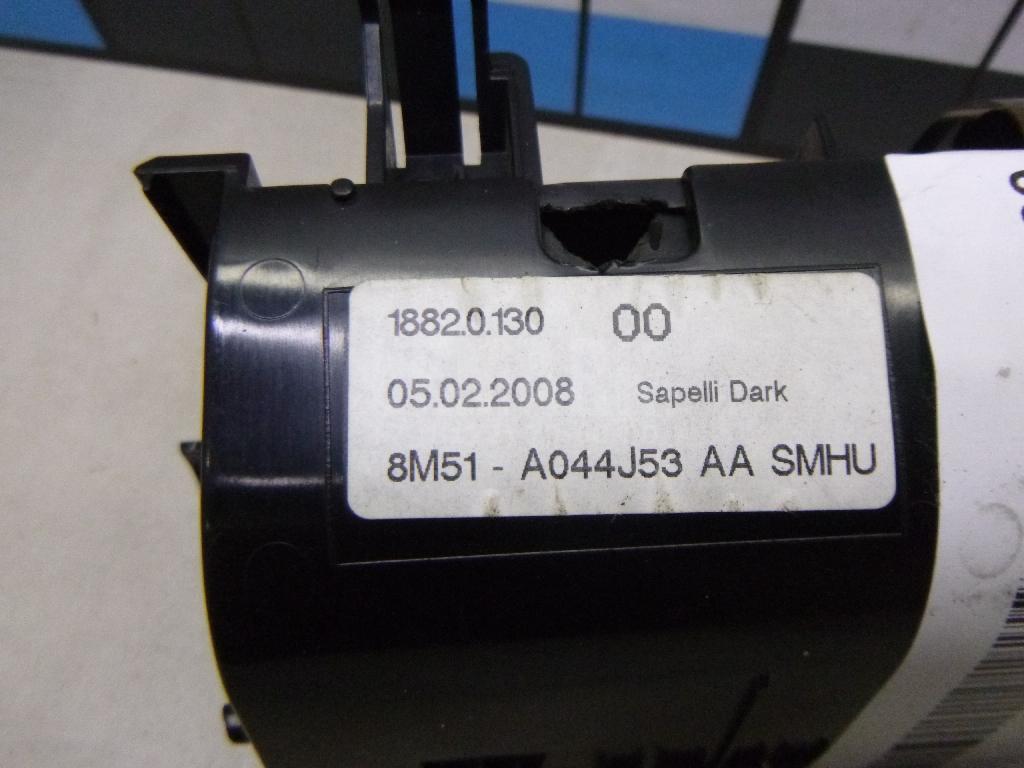 1882.0.130 00
05.02.2008 Sapelli Dark
8M51 - A044J53 AA SMHU